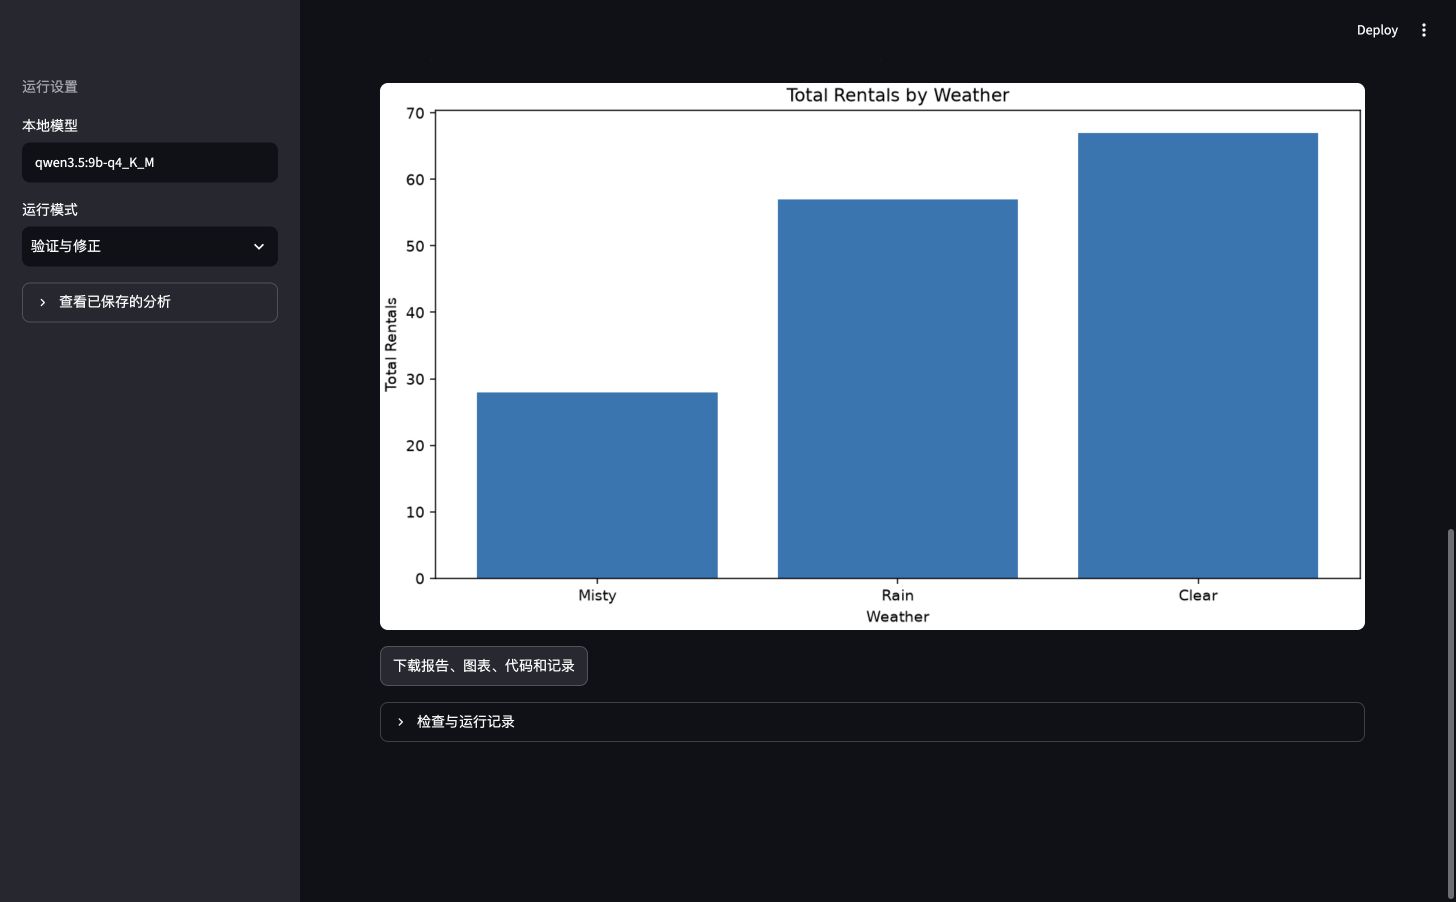 Deploy
运行设置
本地模型
qwen3.5:9b-q4_K_M
运行模式
验证与修正
查看已保存的分析
Total Rentals by Weather
Total Rentals
70
60
50
40
30
20
10
0
Misty
Rain
Clear
Weather
下载报告、图表、代码和记录
检查与运行记录